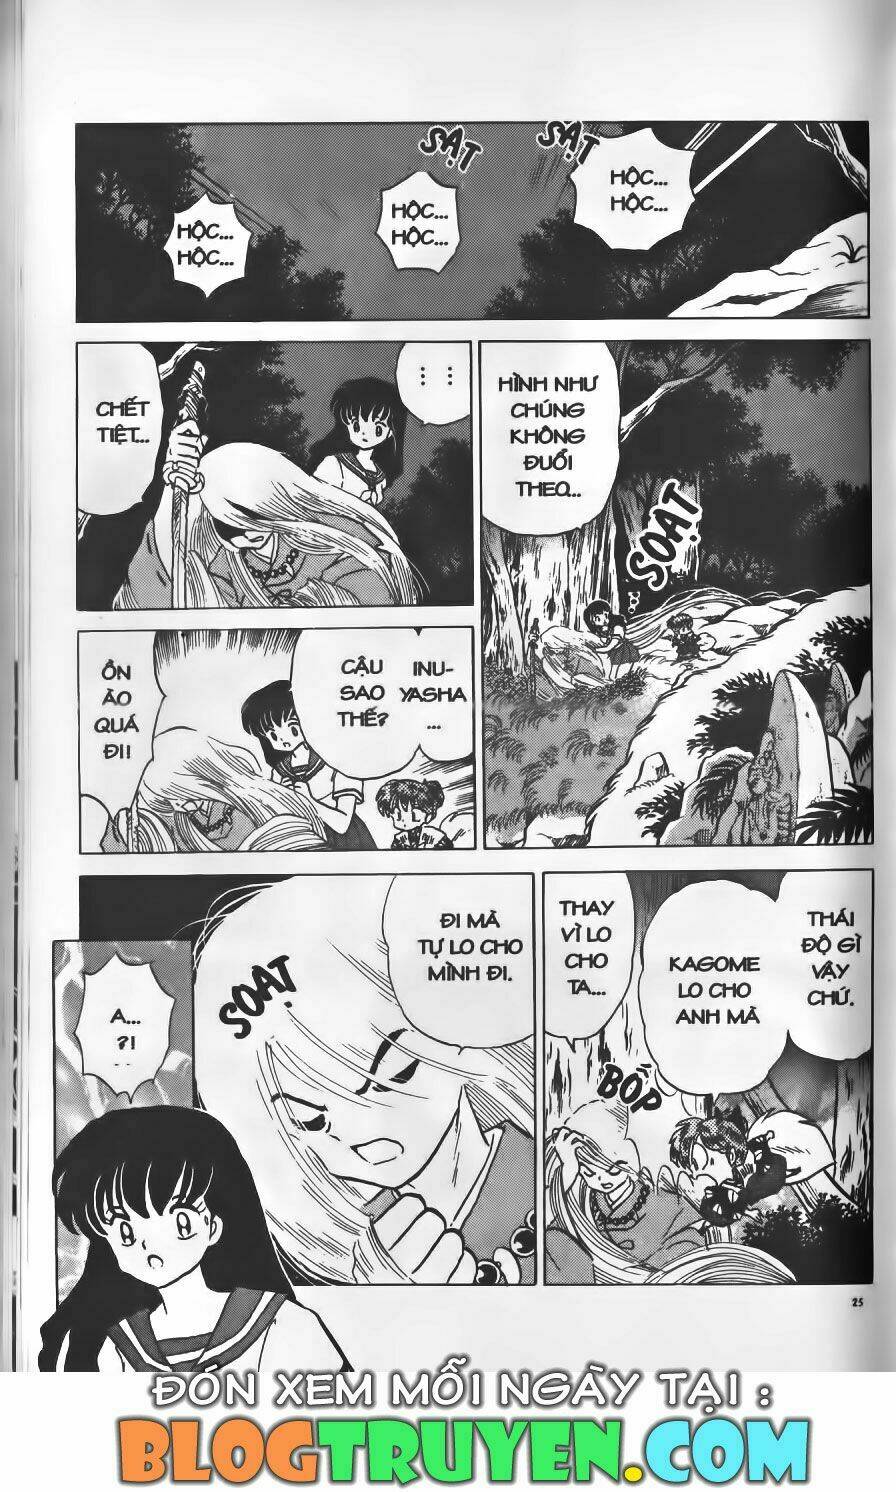 SẠT
SẠT
HỘC...
HỘC...
HỘC...
HỘC...
HỘC...
HỘC...
HÌNH NHƯ
CHÚNG
KHÔNG
ĐUỔI
THEO...
SOẠT
CHẾT
TIỆT...
INU-
YASHA
...
CẬU
SAO
THẾ?
ỒN
ÀO
QUÁ
ĐI!
THÁI
ĐỘ GÌ
VẬY
CHỨ.
KAGOME
LO CHO
ANH MÀ
THAY
VÌ LO
CHO
TA...
BỐP
ĐI MÀ
TỰ LO CHO
MÌNH ĐI.
SOẠT
A...
?!
25
ĐÓN XEM MỖI NGÀY TẠI :
BLOGTRUYEN.COM